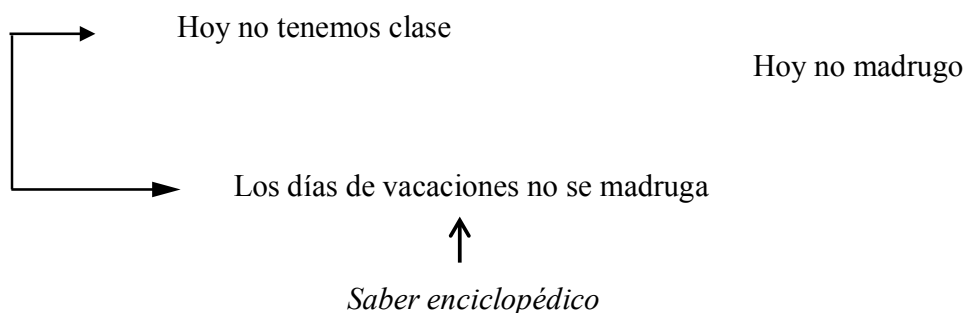 Hoy no tenemos clase
Hoy no madrugo
Los días de vacaciones no se madruga
Saber enciclopédico